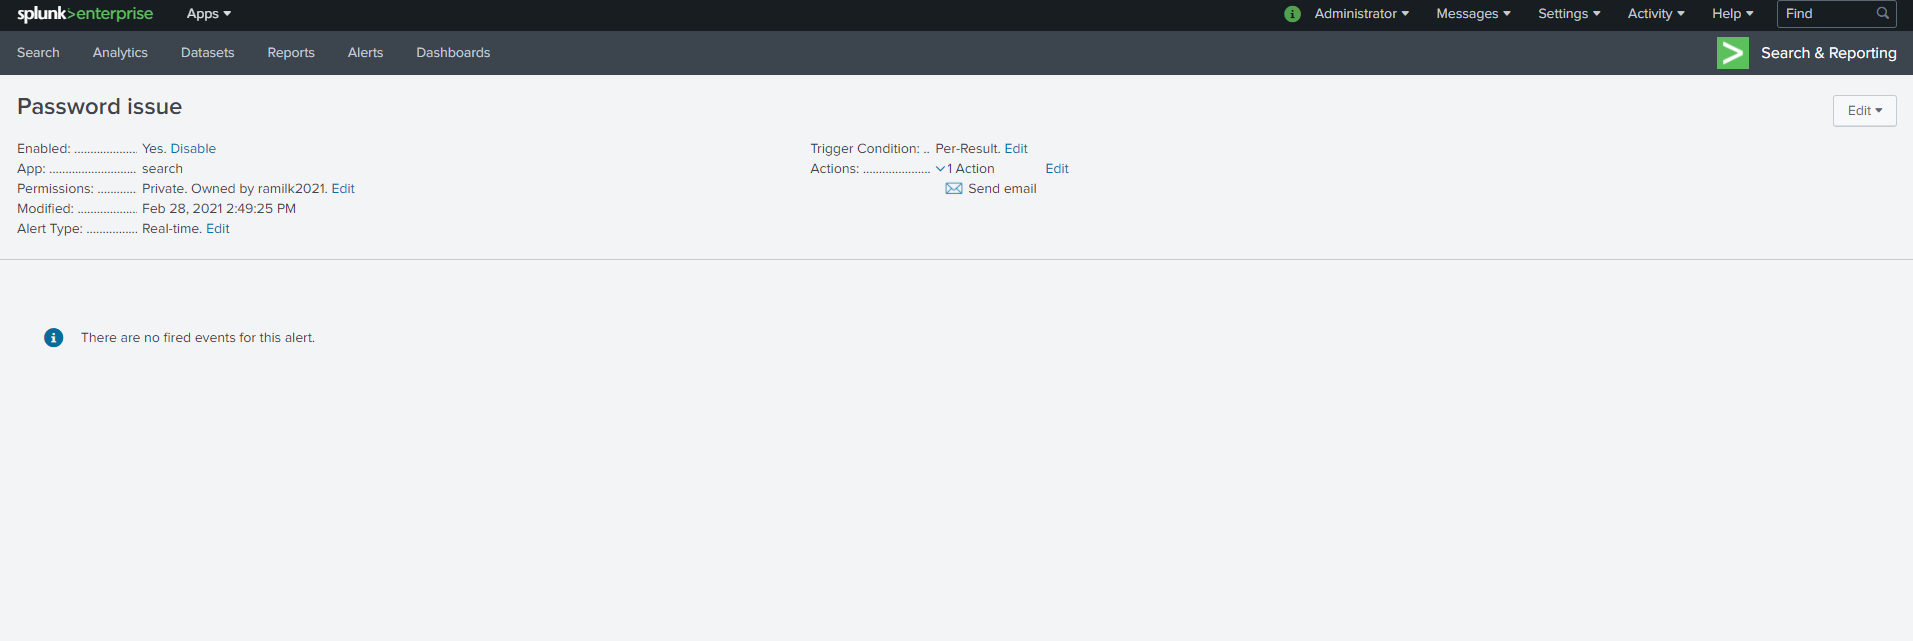 splunk>enterprise Apps Administrator Messages Settings Activity Help Find
Search Analytics Datasets Reports Alerts Dashboards Search & Reporting
Password issue
Edit
Enabled: ................... Yes. Disable
App: .......................... search
Permissions: ............ Private. Owned by ramilk2021. Edit
Modified: .................. Feb 28, 2021 2:49:25 PM
Alert Type: ................ Real-time. Edit
Trigger Condition: .. Per-Result. Edit
Actions: ..................... 1 Action Edit
Send email
There are no fired events for this alert.